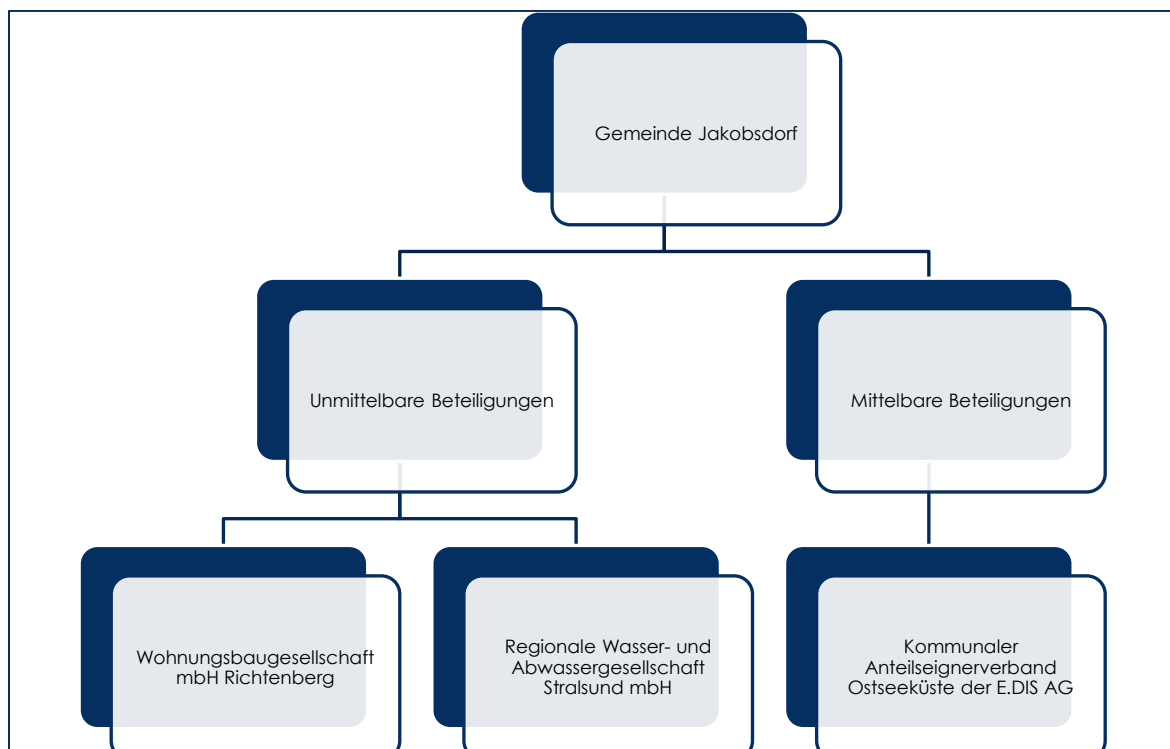 Gemeinde Jakobsdorf
Unmittelbare Beteiligungen
Mittelbare Beteiligungen
Wohnungsbaugesellschaft
mbH Richtenberg
Regionale Wasser- und
Abwassergesellschaft
Stralsund mbH
Kommunaler
Anteilseignerverband
Ostseeküste der E.DIS AG